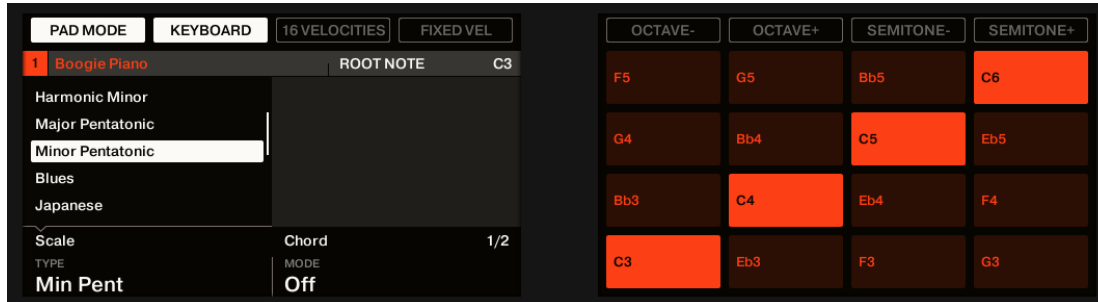 PAD MODE KEYBOARD 16 VELOCITIES FIXED VEL
1 Boogie Piano ROOT NOTE C3
Harmonic Minor
Major Pentatonic
Minor Pentatonic
Blues
Japanese
Scale Chord 1/2
TYPE MODE
Min Pent Off
OCTAVE- OCTAVE+ SEMITONE- SEMITONE+
F5 G5 Bb5 C6
G4 Bb4 C5 Eb5
Bb3 C4 Eb4 F4
C3 Eb3 F3 G3